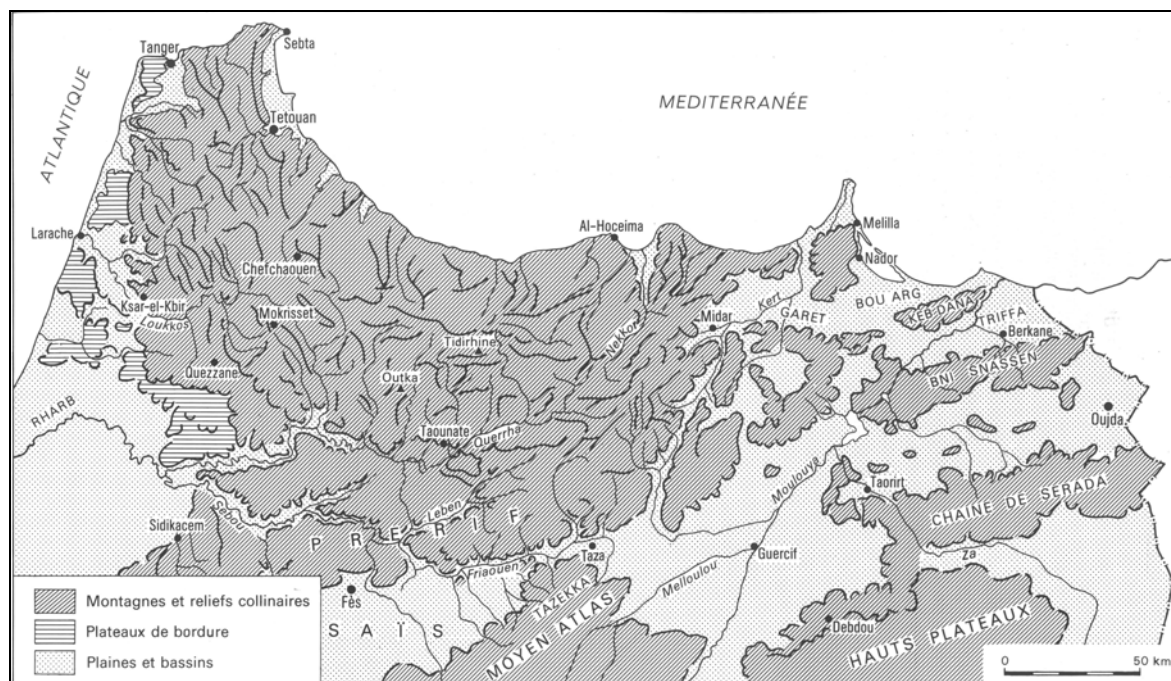 Tanger
Sebta
ATLANTIQUE
MEDITERRANÉE
Tetouan
Larache
Al-Hoceima
Melilla
Chefchaouen
Nador
Ksar-el-Kbir
Loukkos
Mokrisset
Tidirhine
Nekkor
Midar
Kert
GARET
BOU ARG
KEB DANA
TRIFFA
Berkane
Quezzane
Outka
BNI SNASSEN
RHARB
Taounate
Querrha
Oujda
Moulouya
Taorirt
CHAÎNE DE SERADA
Sebou
Leben
Sidikacem
PRERIF
Taza
Guercif
Za
Friaouen
Melloulou
TAZEKKA
Fès
SAÏS
MOYEN ATLAS
Debdou
HAUTS PLATEAUX
Montagnes et reliefs collinaires
Plateaux de bordure
Plaines et bassins
0 50 km